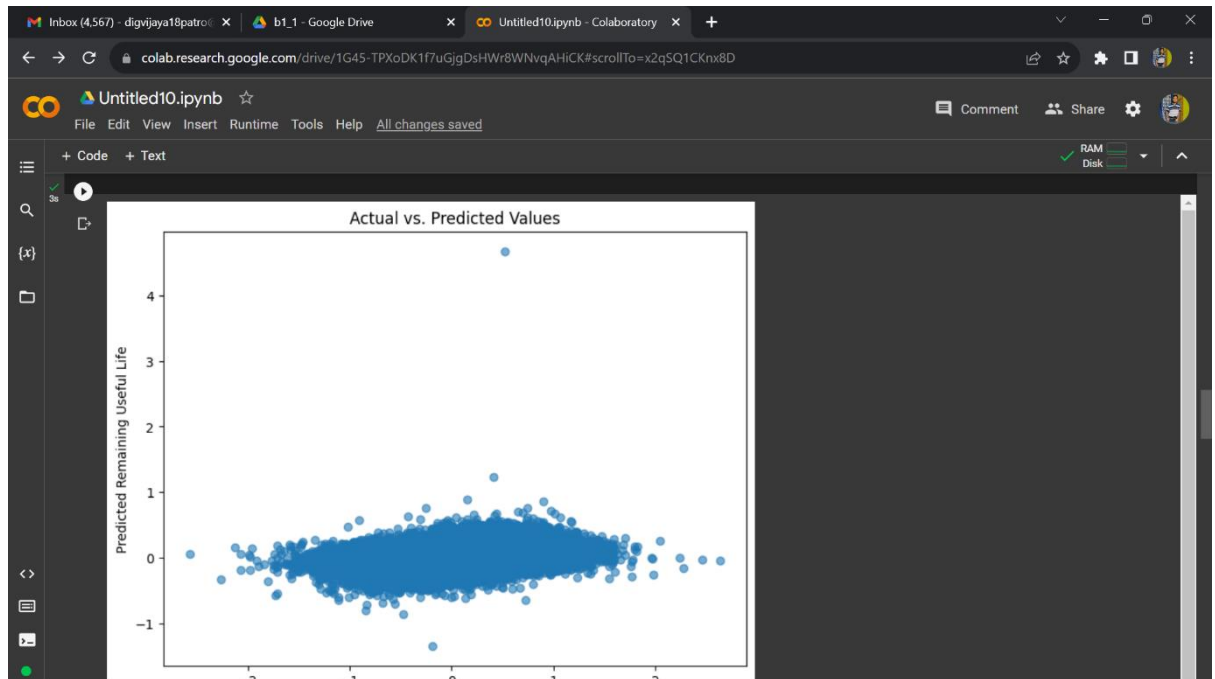 Inbox (4,567) - digvijaya18patro@
b1_1 - Google Drive
Untitled10.ipynb - Colaboratory
colab.research.google.com/drive/1G45-TPXoDK1f7uGjgDsHWr8WNvqAHiCK#scrollTo=x2qSQ1CKnx8D
CO
Untitled10.ipynb
File Edit View Insert Runtime Tools Help All changes saved
Comment
Share
+ Code + Text
RAM
Disk
3s
{x}
Actual vs. Predicted Values
Predicted Remaining Useful Life
4
3
2
1
0
−1